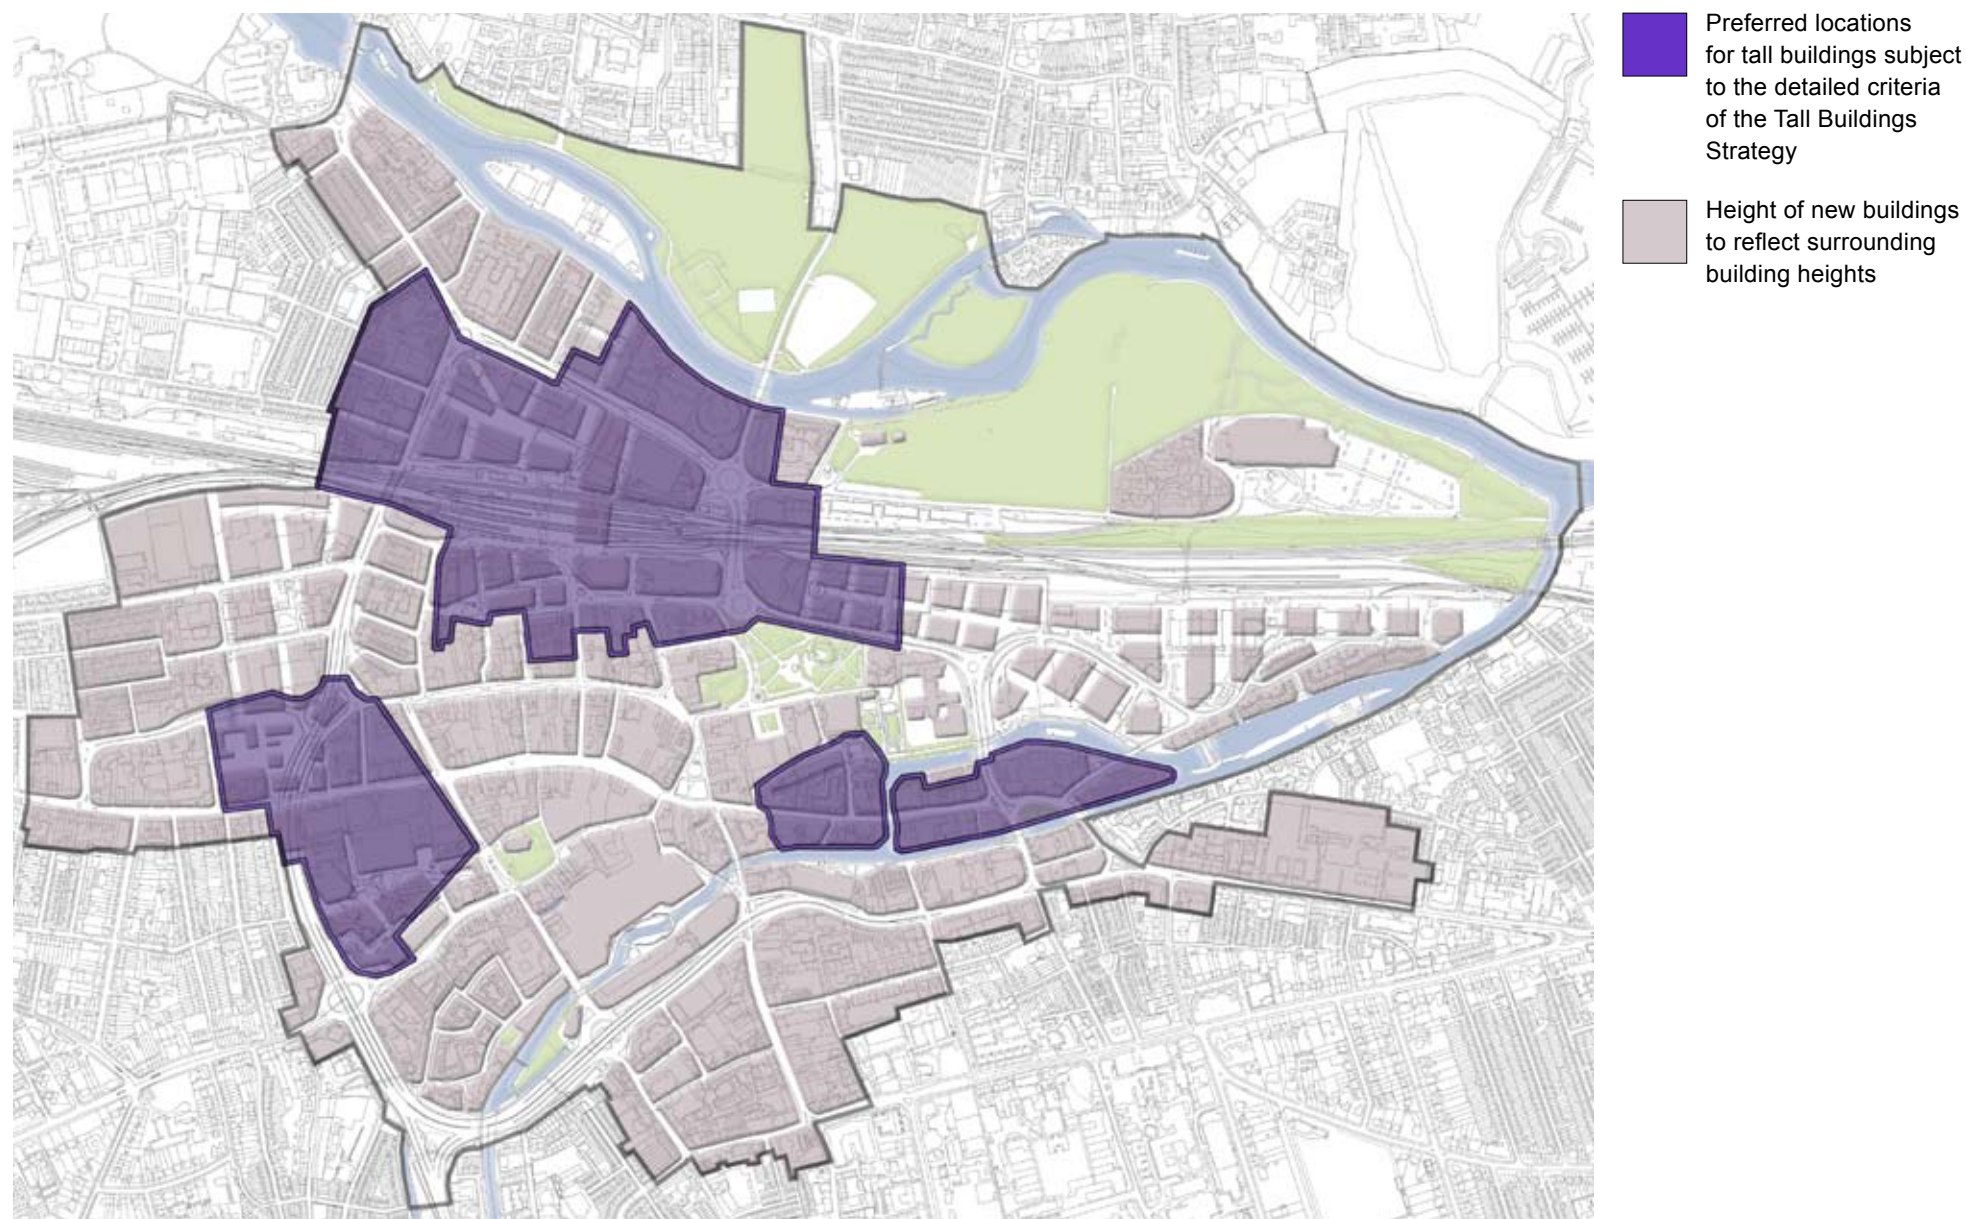 Preferred locations
for tall buildings subject
to the detailed criteria
of the Tall Buildings
Strategy
Height of new buildings
to reflect surrounding
building heights